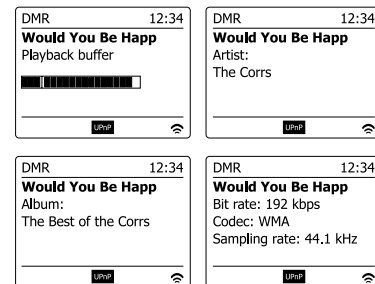 DMR 12:34
Would You Be Happ
Playback buffer
UPnP
DMR 12:34
Would You Be Happ
Artist:
The Corrs
UPnP
DMR 12:34
Would You Be Happ
Album:
The Best of the Corrs
UPnP
DMR 12:34
Would You Be Happ
Bit rate: 192 kbps
Codec: WMA
Sampling rate: 44.1 kHz
UPnP